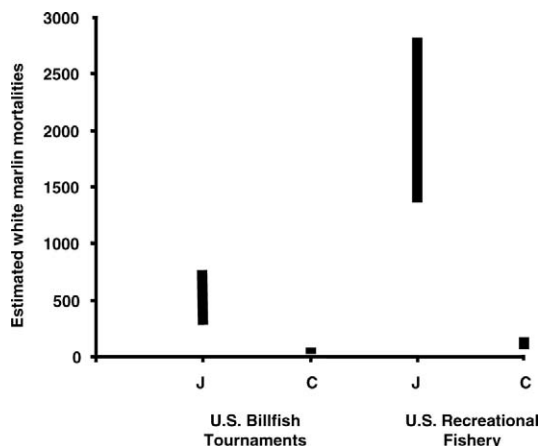 Estimated white marlin mortalities
3000
2500
2000
1500
1000
500
0
J
C
J
C
U.S. Billfish
Tournaments
U.S. Recreational
Fishery